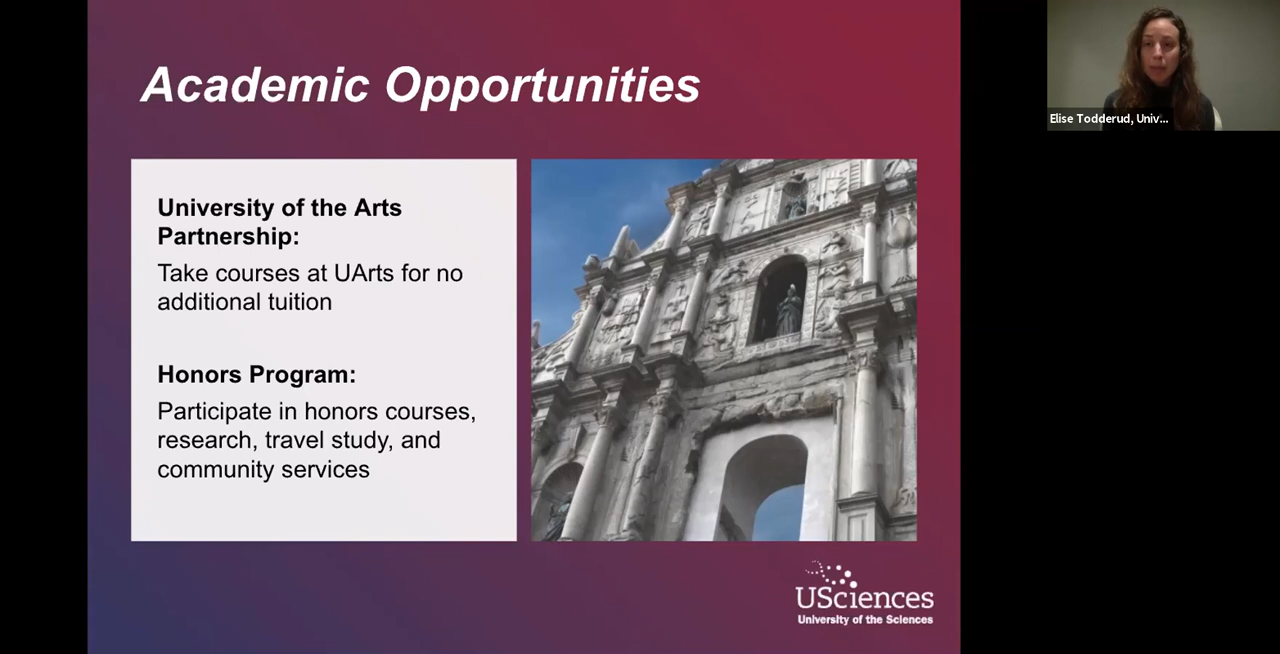 Academic Opportunities
University of the Arts
Partnership:
Take courses at UArts for no
additional tuition
Honors Program:
Participate in honors courses,
research, travel study, and
community services
USciences
University of the Sciences
Elise Todderud, Univ...